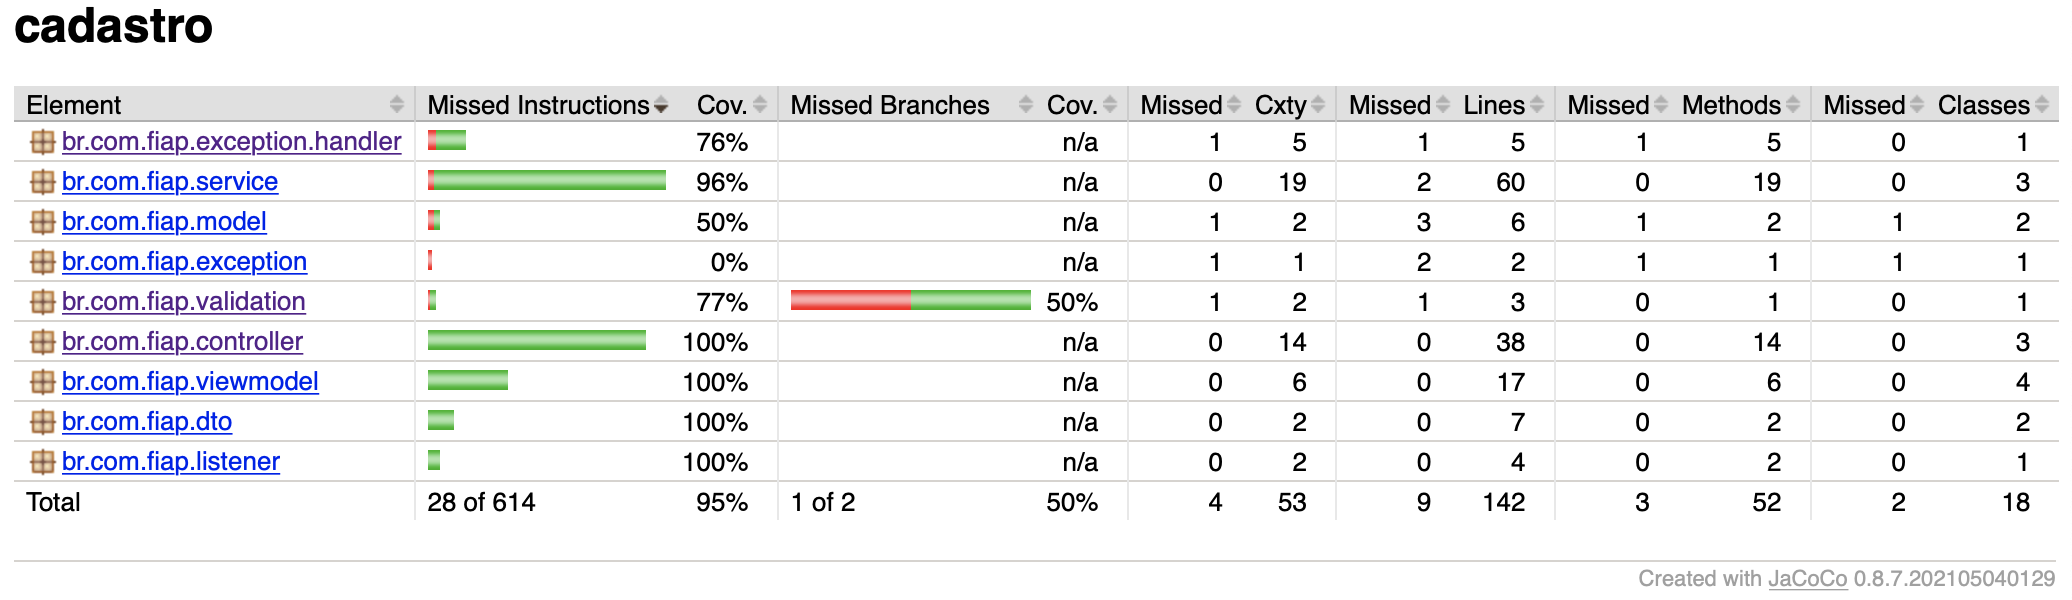 cadastro
Element Missed Instructions Cov. Missed Branches Cov. Missed Cxty Missed Lines Missed Methods Missed Classes
br.com.fiap.exception.handler 76% n/a 1 5 1 5 1 5 0 1
br.com.fiap.service 96% n/a 0 19 2 60 0 19 0 3
br.com.fiap.model 50% n/a 1 2 3 6 1 2 1 2
br.com.fiap.exception 0% n/a 1 1 2 2 1 1 1 1
br.com.fiap.validation 77% 50% 1 2 1 3 0 1 0 1
br.com.fiap.controller 100% n/a 0 14 0 38 0 14 0 3
br.com.fiap.viewmodel 100% n/a 0 6 0 17 0 6 0 4
br.com.fiap.dto 100% n/a 0 2 0 7 0 2 0 2
br.com.fiap.listener 100% n/a 0 2 0 4 0 2 0 1
Total 28 of 614 95% 1 of 2 50% 4 53 9 142 3 52 2 18
Created with JaCoCo 0.8.7.202105040129